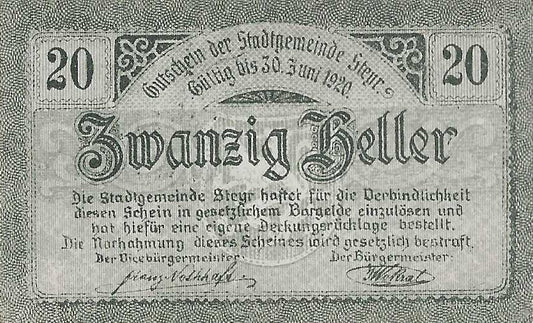 Gutschein der Stadtgemeinde Steyr.
Gültig bis 30. Juni 1920.
20 20
Zwanzig Heller
Die Stadtgemeinde Steyr haftet für die Verbindlichkeit
diesen Schein in gesetzlichem Bargelde einzulösen und
hat hiefür eine eigene Deckungsrücklage bestellt.
Die Nachahmung dieses Scheines wird gesetzlich bestraft.
Der Vicebürgermeister Der Bürgermeister
Franz